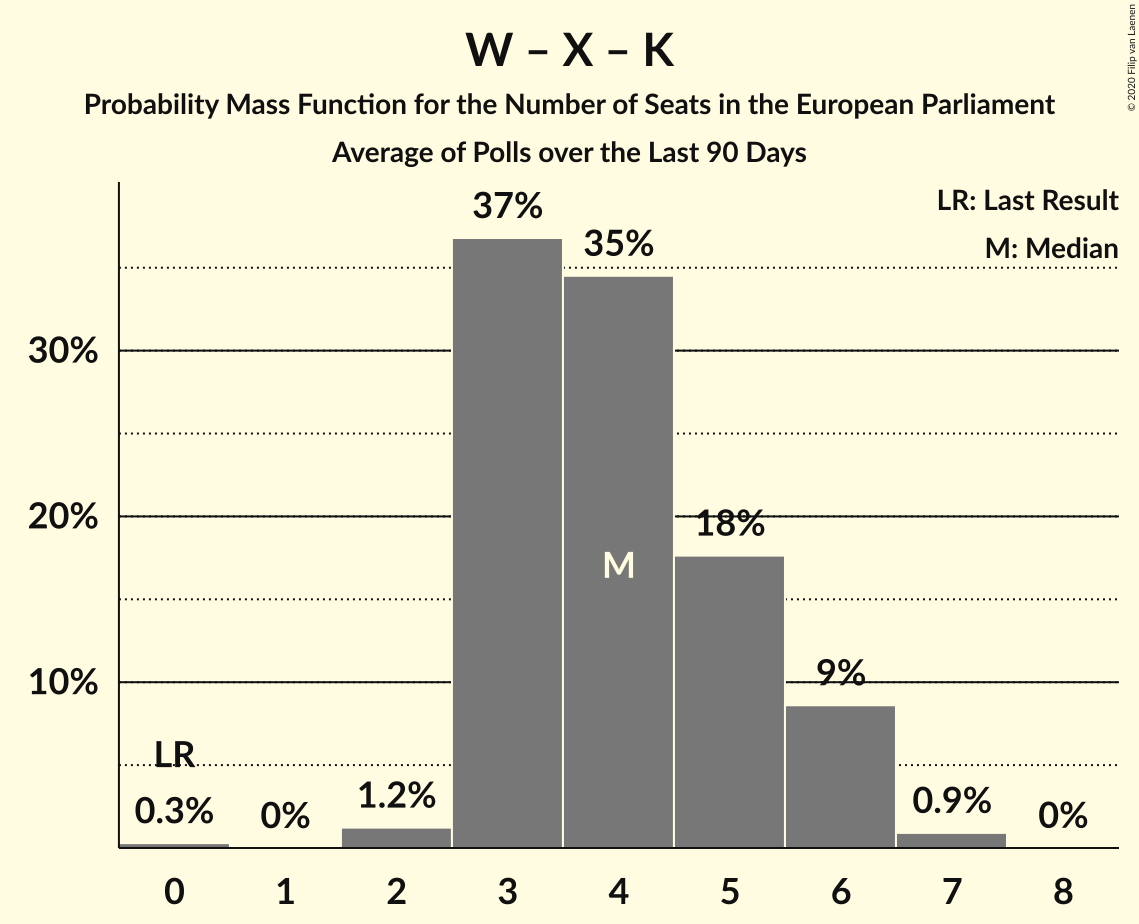 W – X – K
Probability Mass Function for the Number of Seats in the European Parliament
Average of Polls over the Last 90 Days
© 2020 Filip van Laenen
LR: Last Result
M: Median
37%
35%
30%
20%
18%
M
10%
9%
LR
0.3%
0%
1.2%
0.9%
0%
0 1 2 3 4 5 6 7 8